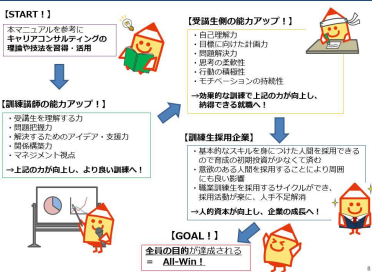 【START！】
本マニュアルを参考に
キャリアコンサルティングの
理論や技法を習得・活用
【訓練講師の能力アップ！】
・受講生を理解する力
・問題把握力
・解決するためのアイデア・支援力
・関係構築力
・マネジメント視点
→上記の力が向上し、より良い訓練へ！
【受講生側の能力アップ！】
・自己理解力
・目標に向けた計画力
・問題解決力
・思考の柔軟性
・行動の積極性
・モチベーションの持続性
→効果的な訓練で上記の力が向上し、
納得できる就職へ！
【訓練生採用企業】
・基本的なスキルを身につけた人間を採用できる
ので育成の初期投資が少なくて済む
・意欲のある人間を採用することにより周囲
にも良い影響
・職業訓練生を採用するサイクルができ、
採用活動が楽に、人手不足解消
→人的資本が向上し、企業の成長へ！
【GOAL！】
全員の目的が達成される
＝ All-Win！
8